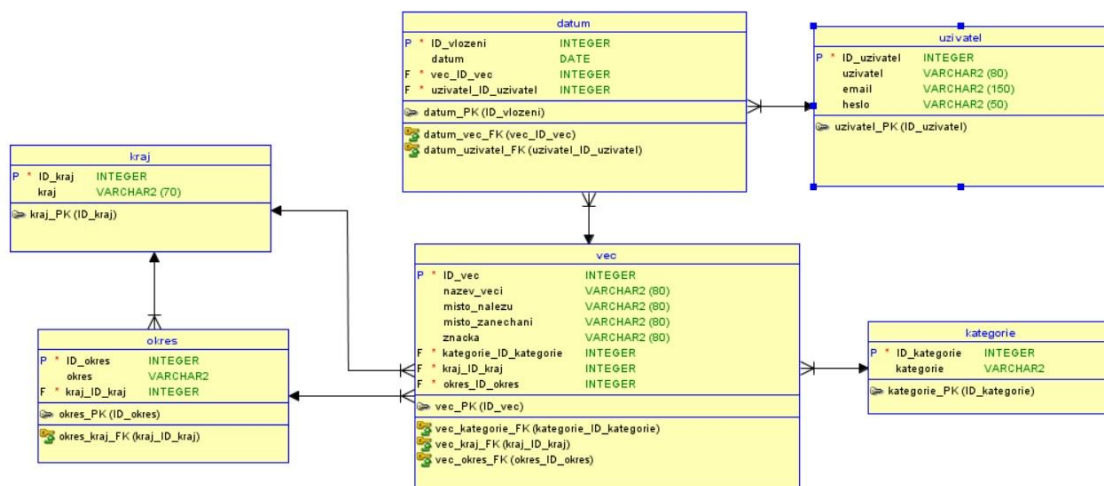 datum
P * ID_vlozeni INTEGER
datum DATE
F * vec_ID_vec INTEGER
F * uzivatel_ID_uzivatel INTEGER
datum_PK (ID_vlozeni)
datum_vec_FK (vec_ID_vec)
datum_uzivatel_FK (uzivatel_ID_uzivatel)
uzivatel
P * ID_uzivatel INTEGER
uzivatel VARCHAR2 (80)
email VARCHAR2 (150)
heslo VARCHAR2 (50)
uzivatel_PK (ID_uzivatel)
kraj
P * ID_kraj INTEGER
kraj VARCHAR2 (70)
kraj_PK (ID_kraj)
vec
P * ID_vec INTEGER
nazev_veci VARCHAR2 (80)
misto_nalezu VARCHAR2 (80)
misto_zanechani VARCHAR2 (80)
znacka VARCHAR2 (80)
F * kategorie_ID_kategorie INTEGER
F * kraj_ID_kraj INTEGER
F * okres_ID_okres INTEGER
vec_PK (ID_vec)
vec_kategorie_FK (kategorie_ID_kategorie)
vec_kraj_FK (kraj_ID_kraj)
vec_okres_FK (okres_ID_okres)
okres
P * ID_okres INTEGER
okres VARCHAR2
F * kraj_ID_kraj INTEGER
okres_PK (ID_okres)
okres_kraj_FK (kraj_ID_kraj)
kategorie
P * ID_kategorie INTEGER
kategorie VARCHAR2
kategorie_PK (ID_kategorie)